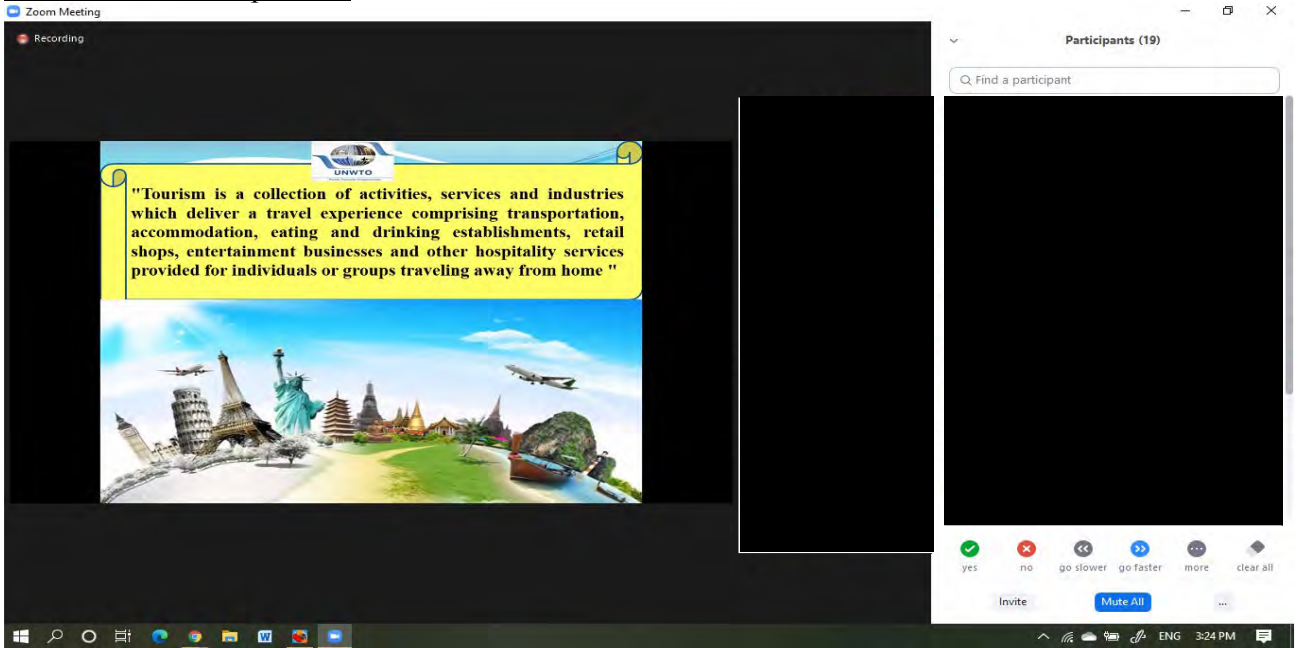 Zoom Meeting
Recording
Participants (19)
Find a participant
UNWTO
"Tourism is a collection of activities, services and industries
which deliver a travel experience comprising transportation,
accommodation, eating and drinking establishments, retail
shops, entertainment businesses and other hospitality services
provided for individuals or groups traveling away from home "
yes no go slower go faster more clear all
Invite Mute All ...
ENG 3:24 PM